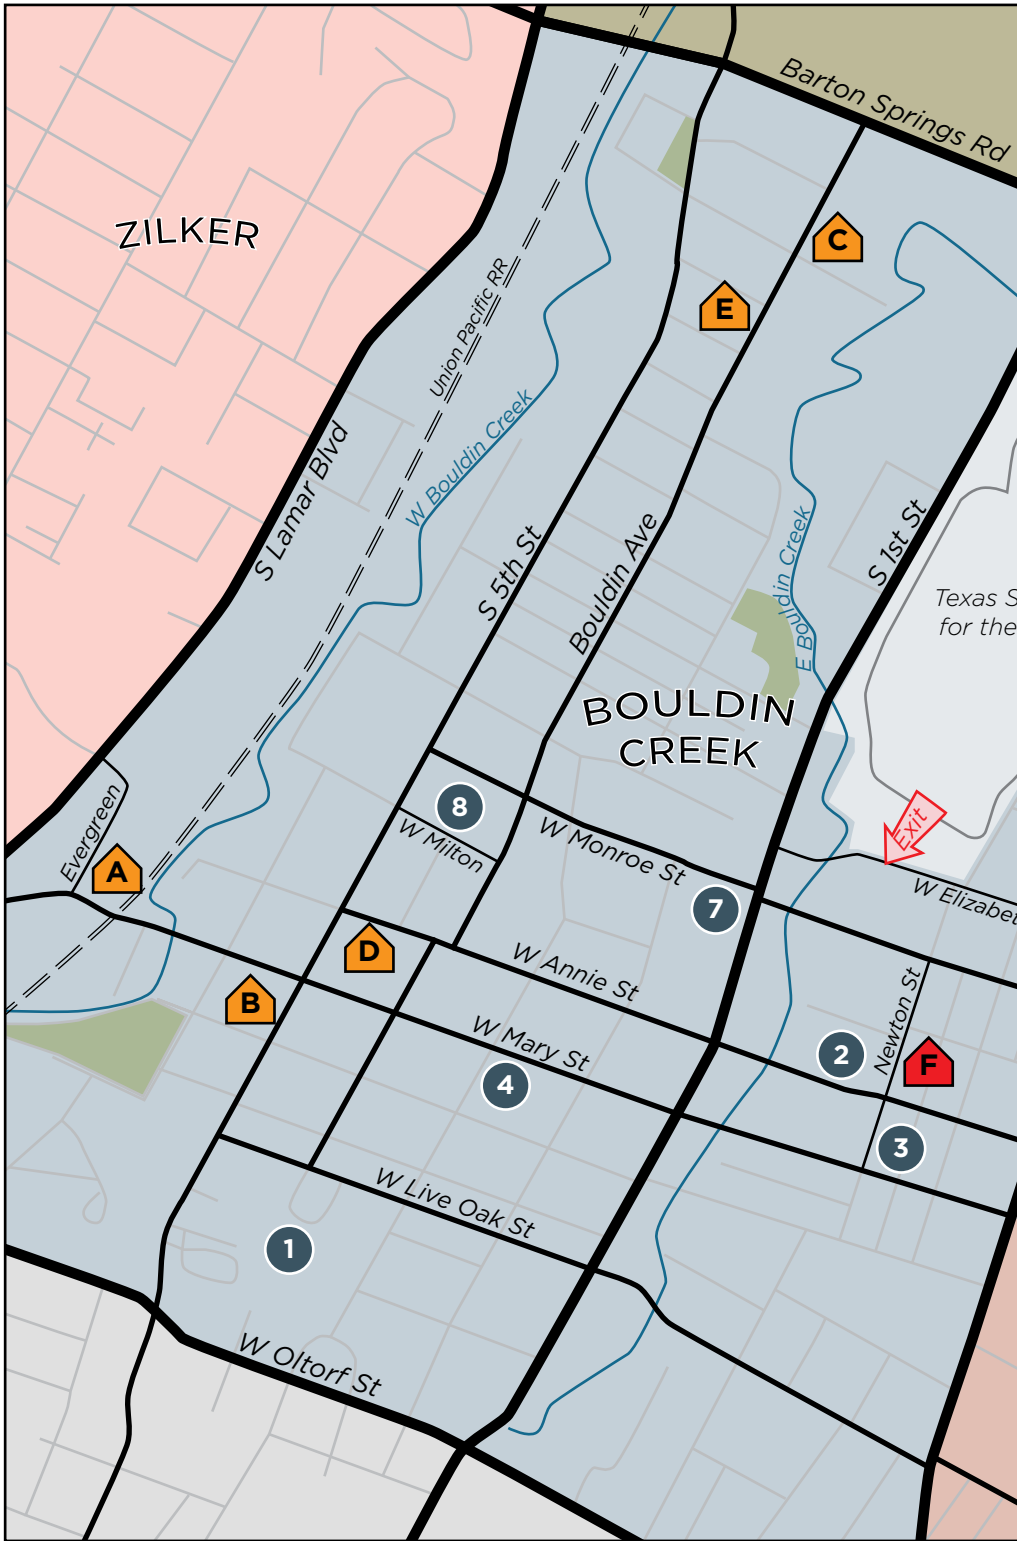 Barton Springs Rd
ZILKER
C
Union Pacific RR
E
W Bouldin Creek
S Lamar Blvd
S 5th St
Bouldin Ave
E Bouldin Creek
S 1st St
Texas S
for the
BOULDIN
CREEK
Evergreen
8
W Milton
W Monroe St
Exit
A
W Elizabet
7
D
W Annie St
B
W Mary St
Newton St
2
F
4
3
W Live Oak St
1
W Oltorf St